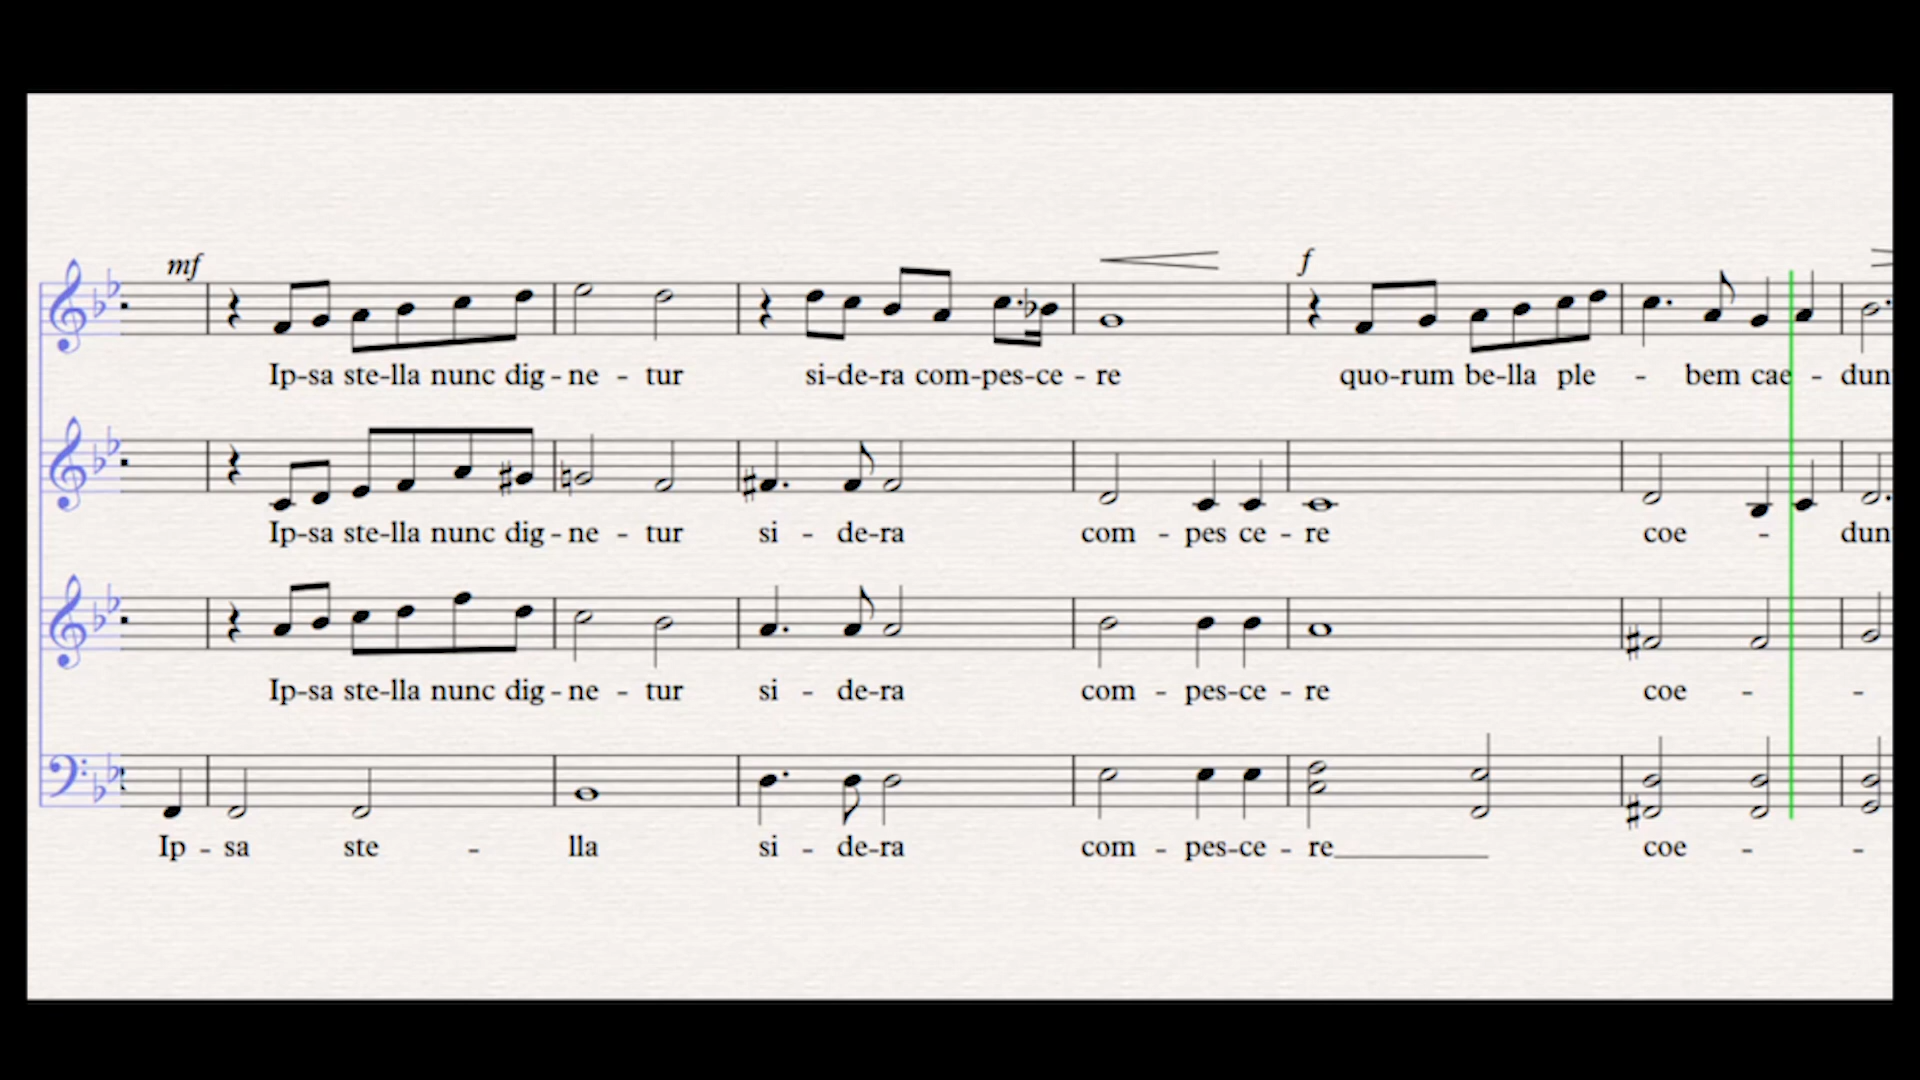 mf f
Ip-sa ste-lla nunc dig-ne - tur si-de-ra com-pes-ce - re quo-rum be-lla ple - bem cae - dun
Ip-sa ste-lla nunc dig-ne - tur si - de-ra com - pes ce - re coe - dun
Ip-sa ste-lla nunc dig-ne - tur si - de-ra com - pes-ce - re coe - -
Ip - sa ste - lla si - de-ra com - pes-ce - re____ coe - -